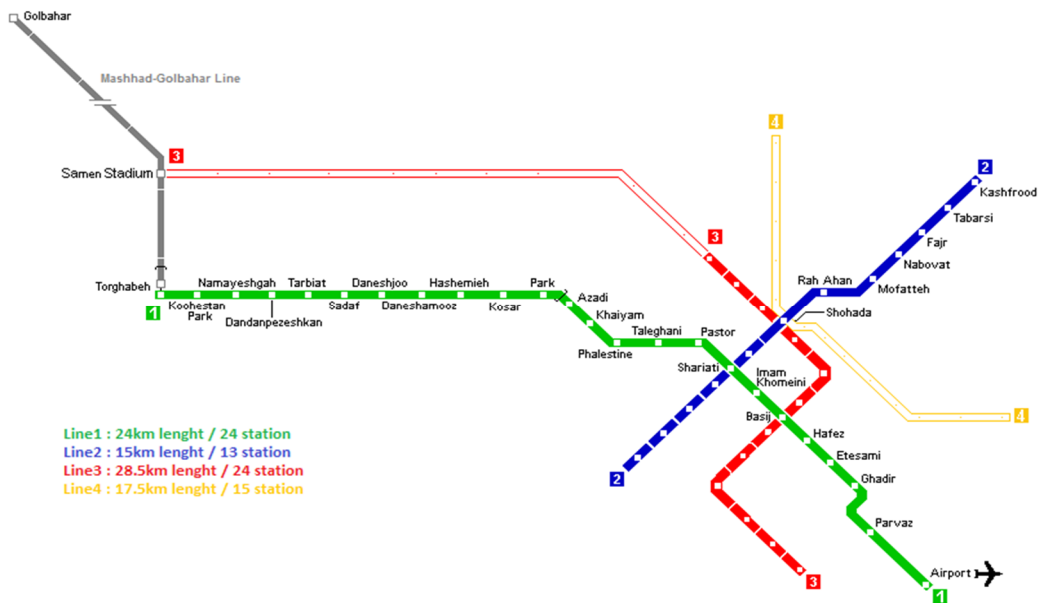 Golbahar
Mashhad-Golbahar Line
4
3
Samen Stadium
2
Kashfrood
Tabarsi
3
Fajr
Nabovat
Rah Ahan
Mofatteh
Torghabeh
Namayeshgah
Tarbiat
Daneshjoo
Hashemieh
Park
1
Koohestan
Park
Dandanpezeshkan
Sadaf
Daneshamooz
Kosar
Azadi
Khaiyam
Shohada
Phalestine
Taleghani
Pastor
Shariati
Imam
Khomeini
Basij
4
Line1 : 24km lenght / 24 station
Line2 : 15km lenght / 13 station
Line3 : 28.5km lenght / 24 station
Line4 : 17.5km lenght / 15 station
Hafez
Etesami
2
Ghadir
Parvaz
3
Airport
1